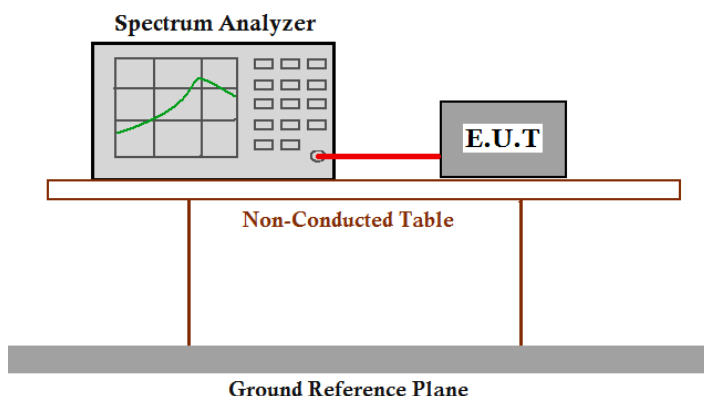 Spectrum Analyzer
E.U.T
Non-Conducted Table
Ground Reference Plane